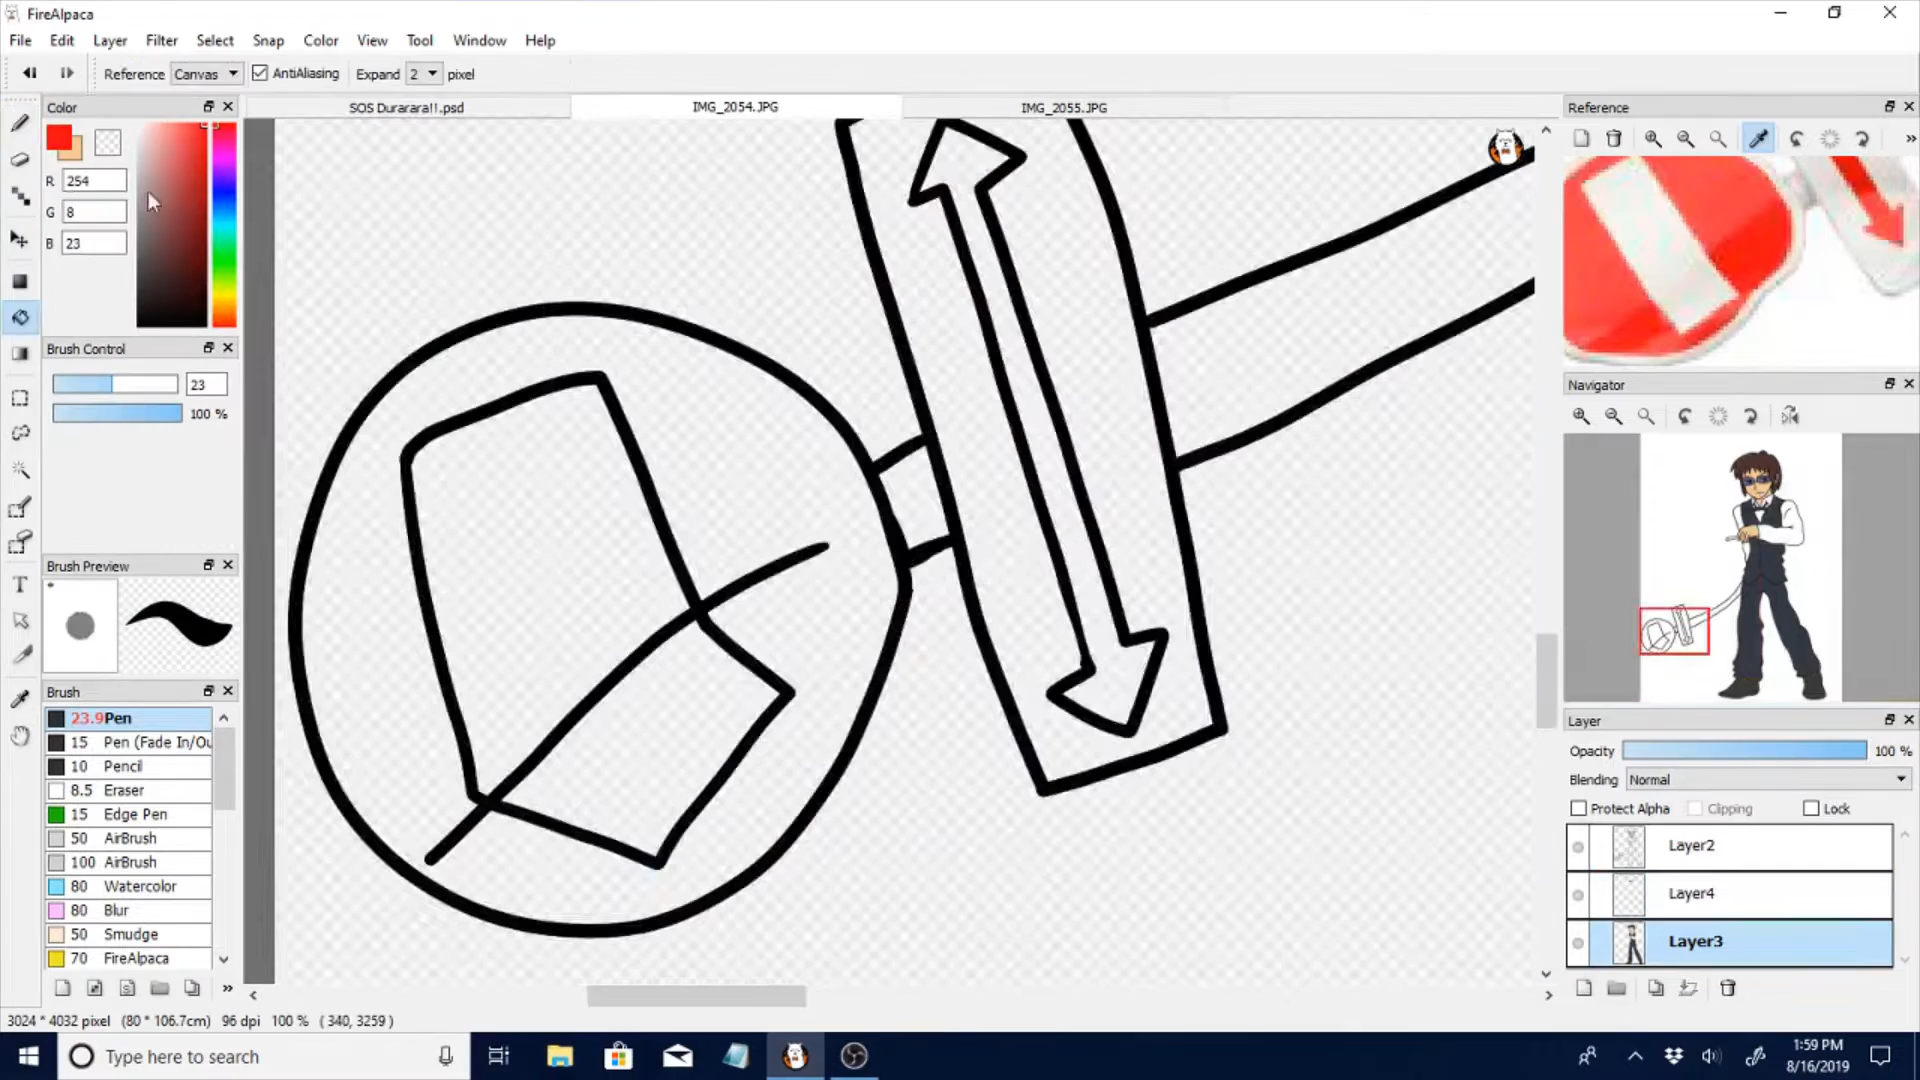 FireAlpaca
File Edit Layer Filter Select Snap Color View Tool Window Help
Reference Canvas AntiAliasing Expand 2 pixel
Color
SOS Durarara!!.psd IMG_2054.JPG IMG_2055.JPG
Reference
R 254
G 8
B 23
Brush Control
23
100 %
Navigator
Brush Preview
Brush
23.9 Pen
15 Pen (Fade In/Ou
10 Pencil
8.5 Eraser
15 Edge Pen
50 AirBrush
100 AirBrush
80 Watercolor
80 Blur
50 Smudge
70 FireAlpaca
Layer
Opacity 100 %
Blending Normal
Protect Alpha Clipping Lock
Layer2
Layer4
Layer3
3024 * 4032 pixel (80 * 106.7cm) 96 dpi 100 % ( 340, 3259 )
Type here to search
1:59 PM
8/16/2019